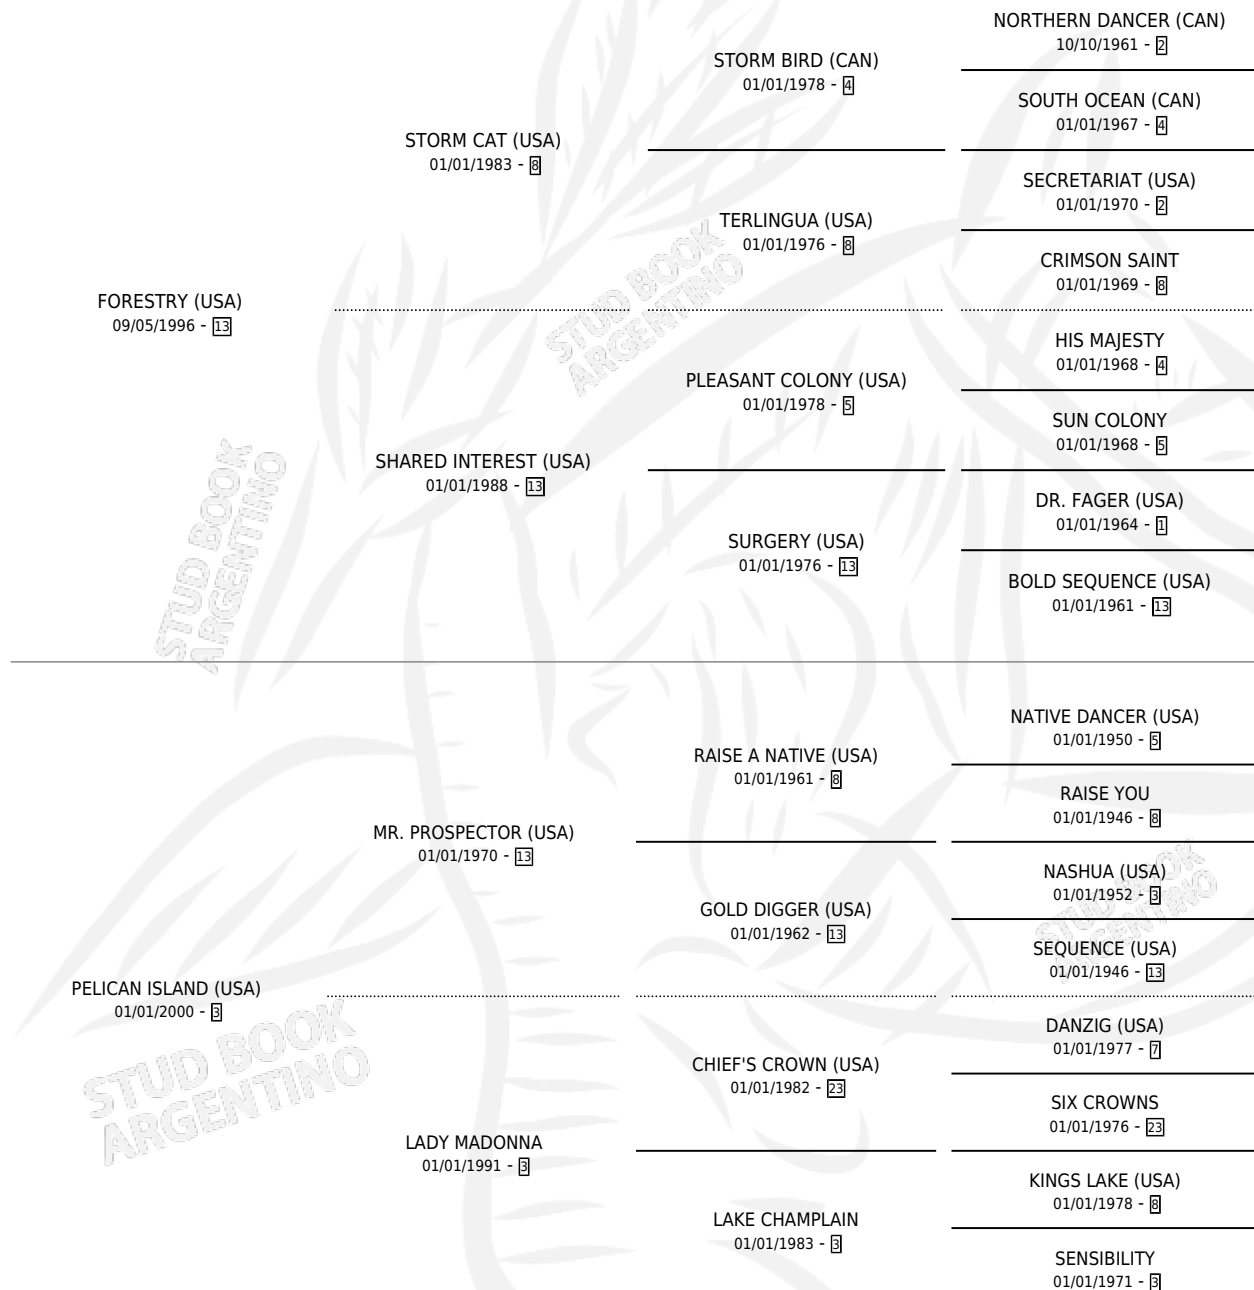 NORTHERN DANCER (CAN)
10/10/1961 - 2
STORM BIRD (CAN)
01/01/1978 - 4
SOUTH OCEAN (CAN)
01/01/1967 - 4
STORM CAT (USA)
01/01/1983 - 8
SECRETARIAT (USA)
01/01/1970 - 2
TERLINGUA (USA)
01/01/1976 - 8
CRIMSON SAINT
01/01/1969 - 8
FORESTRY (USA)
09/05/1996 - 13
HIS MAJESTY
01/01/1968 - 4
PLEASANT COLONY (USA)
01/01/1978 - 5
SUN COLONY
01/01/1968 - 5
SHARED INTEREST (USA)
01/01/1988 - 13
DR. FAGER (USA)
01/01/1964 - 1
SURGERY (USA)
01/01/1976 - 13
BOLD SEQUENCE (USA)
01/01/1961 - 13
NATIVE DANCER (USA)
01/01/1950 - 5
RAISE A NATIVE (USA)
01/01/1961 - 8
RAISE YOU
01/01/1946 - 8
MR. PROSPECTOR (USA)
01/01/1970 - 13
NASHUA (USA)
01/01/1952 - 3
GOLD DIGGER (USA)
01/01/1962 - 13
SEQUENCE (USA)
01/01/1946 - 13
PELICAN ISLAND (USA)
01/01/2000 - 3
DANZIG (USA)
01/01/1977 - 7
CHIEF'S CROWN (USA)
01/01/1982 - 23
SIX CROWNS
01/01/1976 - 23
LADY MADONNA
01/01/1991 - 3
KINGS LAKE (USA)
01/01/1978 - 8
LAKE CHAMPLAIN
01/01/1983 - 3
SENSIBILITY
01/01/1971 - 3
STUD BOOK
ARGENTINO
STUD BOOK
ARGENTINO
STUD BOOK
ARGENTINO
STUD BOOK
ARGENTINO